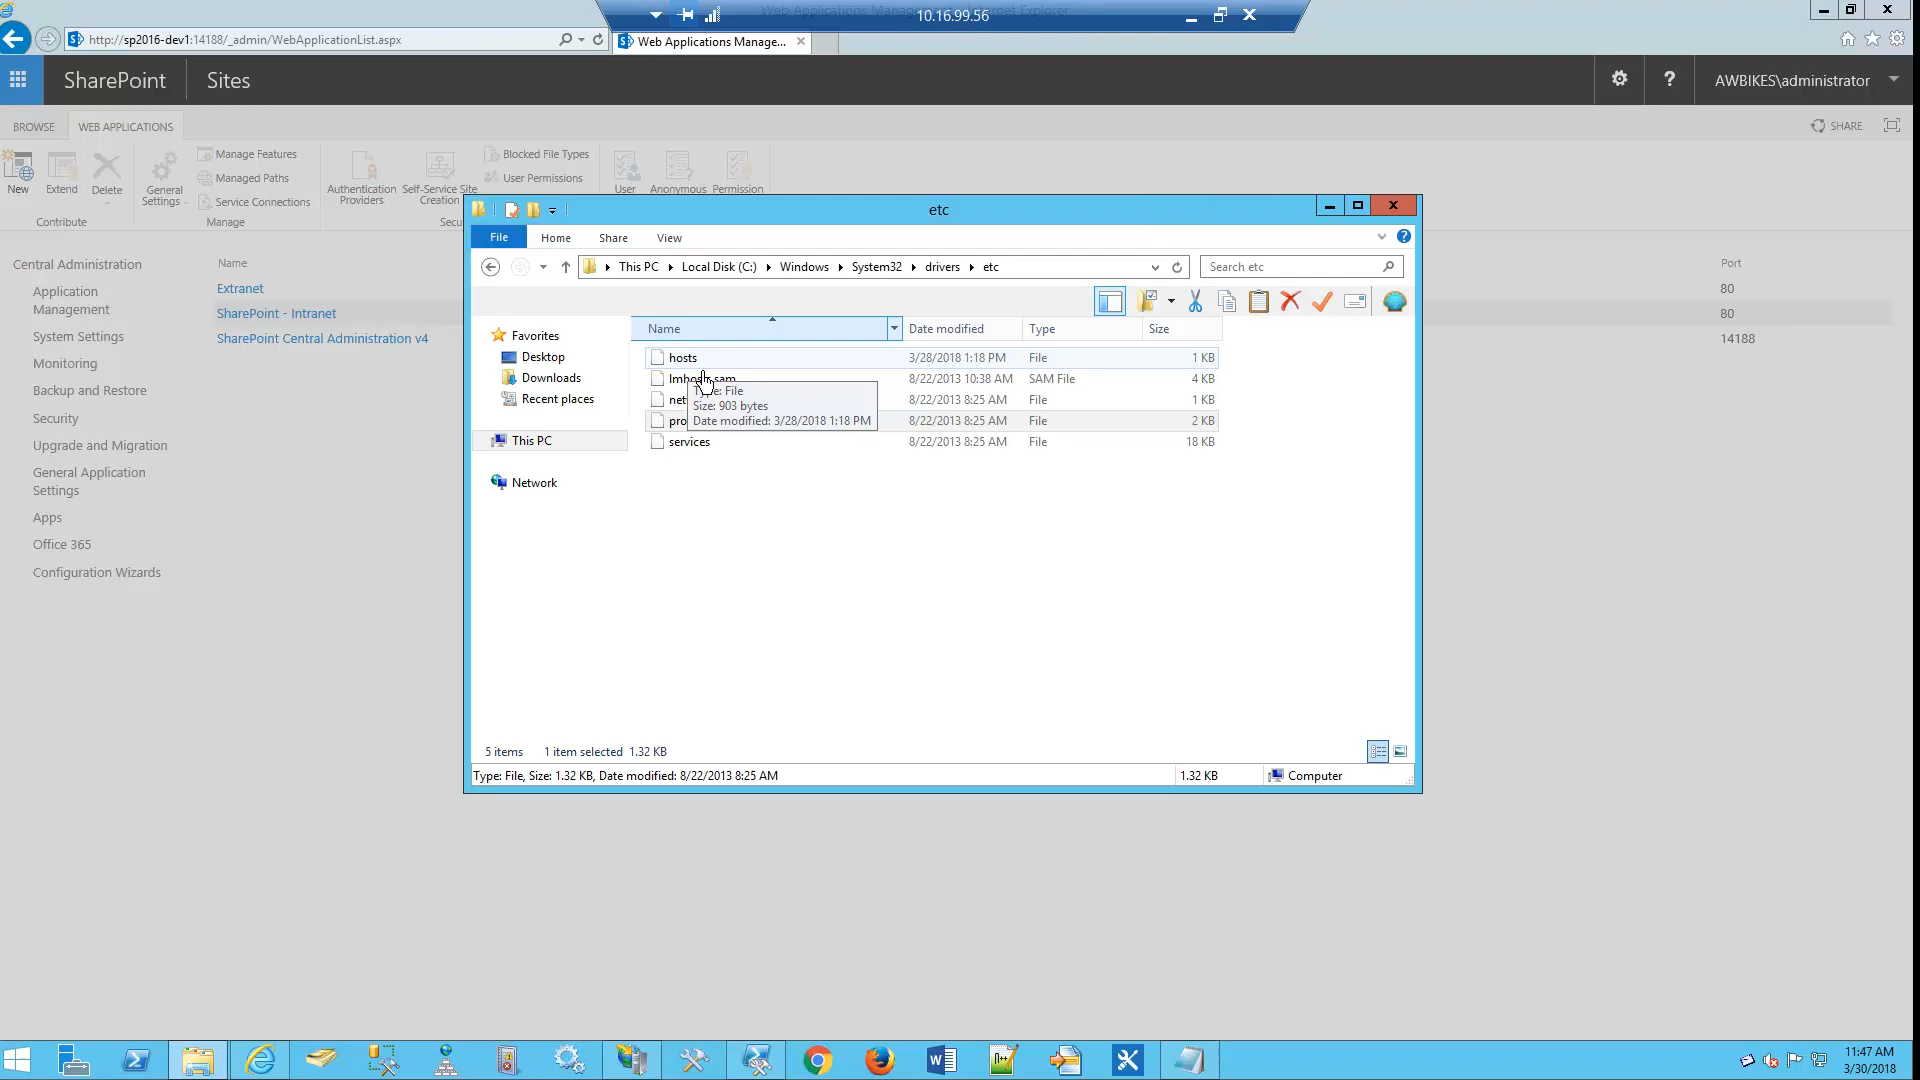 10.16.99.56
http://sp2016-dev1:14188/_admin/WebApplicationList.aspx
Web Applications Manage...
SharePoint
Sites
?
AWBIKES\administrator
BROWSE
WEB APPLICATIONS
SHARE
New
Extend
Delete
General Settings
Manage Features
Manage Paths
Service Connections
Authentication Providers
Self-Service Site Creation
Blocked File Types
User Permissions
User
Anonymous
Permission
Contribute
Manage
Secu
Central Administration
Application Management
System Settings
Monitoring
Backup and Restore
Security
Upgrade and Migration
General Application Settings
Apps
Office 365
Configuration Wizards
Name
Extranet
SharePoint - Intranet
SharePoint Central Administration v4
Port
80
80
14188
etc
File
Home
Share
View
This PC
Local Disk (C:)
Windows
System32
drivers
etc
Search etc
Favorites
Desktop
Downloads
Recent places
This PC
Network
Name
Date modified
Type
Size
hosts
3/28/2018 1:18 PM
File
1 KB
8/22/2013 10:38 AM
SAM File
4 KB
8/22/2013 8:25 AM
File
1 KB
8/22/2013 8:25 AM
File
2 KB
services
8/22/2013 8:25 AM
File
18 KB
File
Size: 903 bytes
Date modified: 3/28/2018 1:18 PM
5 items
1 item selected 1.32 KB
Type: File, Size: 1.32 KB, Date modified: 8/22/2013 8:25 AM
1.32 KB
Computer
11:47 AM
3/30/2018